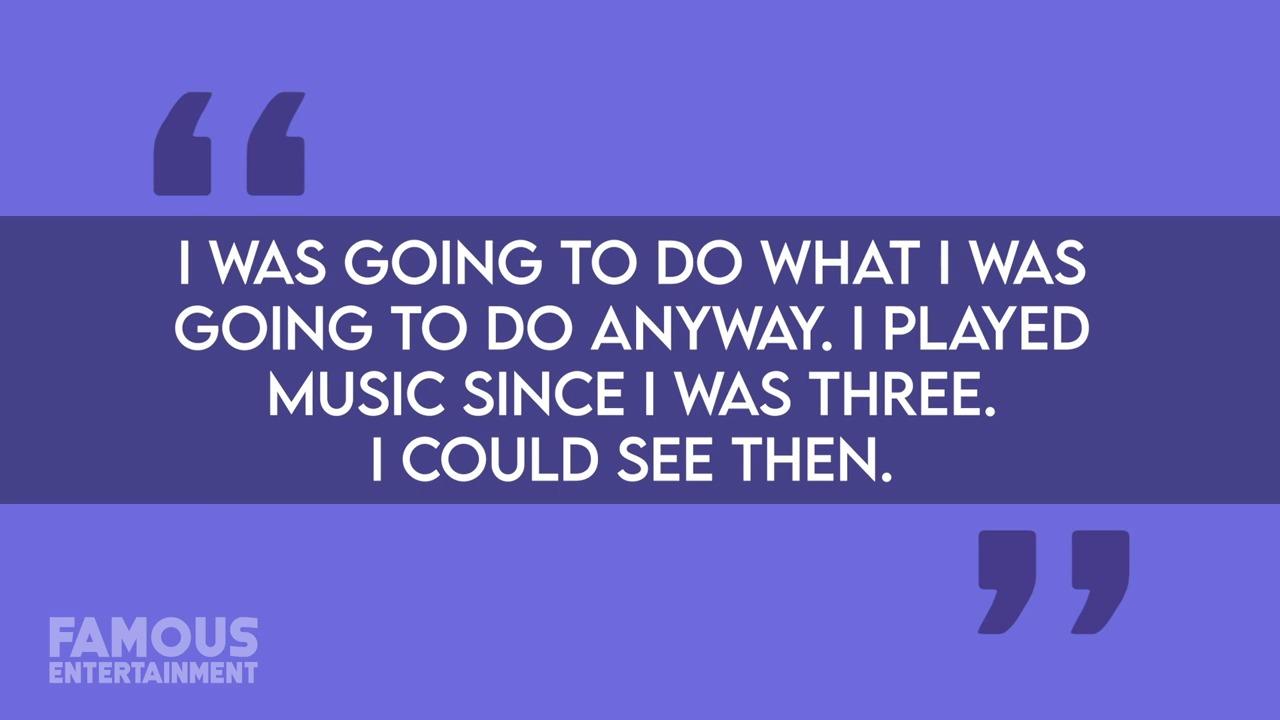 I WAS GOING TO DO WHAT I WAS
GOING TO DO ANYWAY. I PLAYED
MUSIC SINCE I WAS THREE.
I COULD SEE THEN.
FAMOUS
ENTERTAINMENT